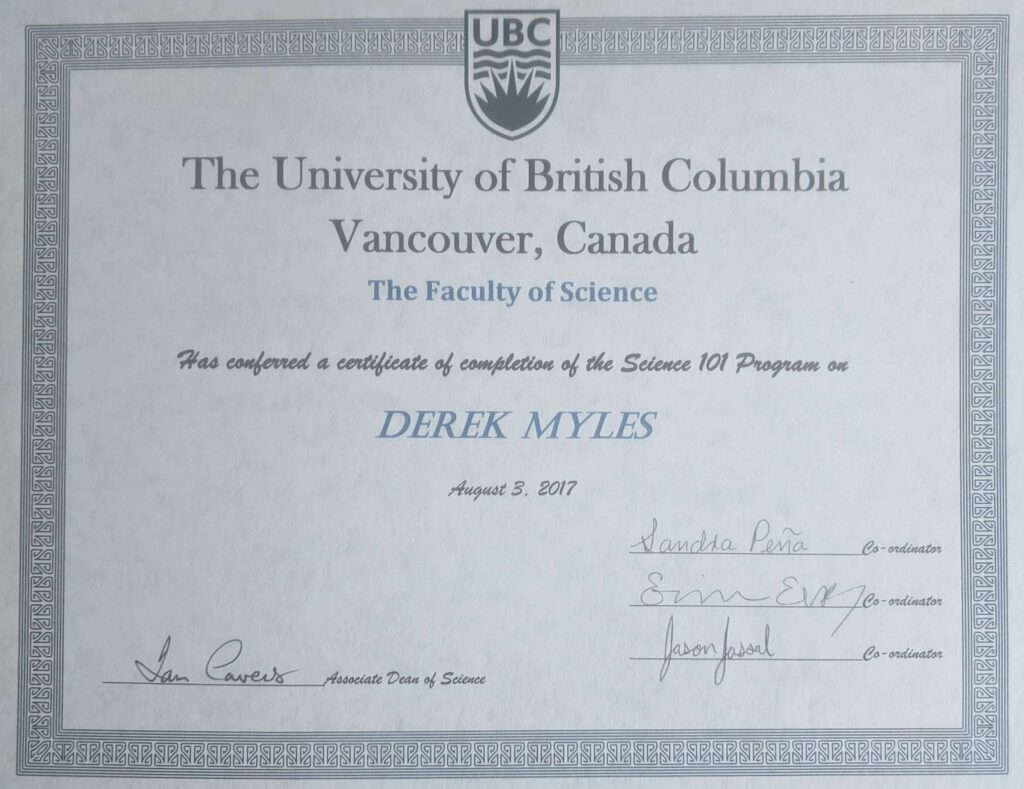 UBC
The University of British Columbia
Vancouver, Canada
The Faculty of Science
Has conferred a certificate of completion of the Science 101 Program on
DEREK MYLES
August 3, 2017
Sandra Peña Co-ordinator
Co-ordinator
Jason Jassal Co-ordinator
Ian Cavers Associate Dean of Science